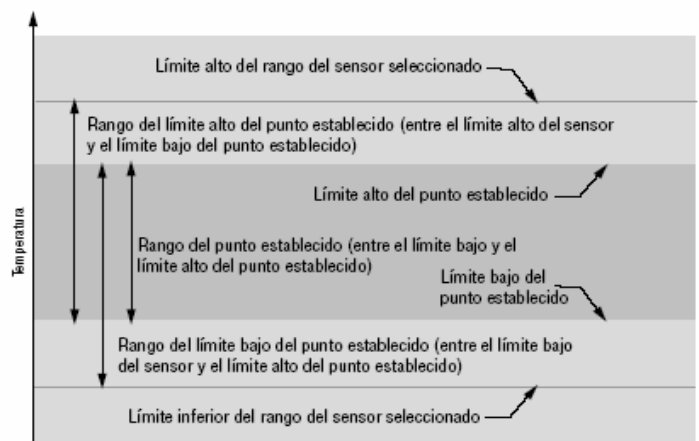 Límite alto del rango del sensor seleccionado
Rango del límite alto del punto establecido (entre el límite alto del sensor
y el límite bajo del punto establecido)
Límite alto del punto establecido
Temperatura
Rango del punto establecido (entre el límite bajo y el
límite alto del punto establecido)
Límite bajo del
punto establecido
Rango del límite bajo del punto establecido (entre el límite bajo
del sensor y el límite alto del punto establecido)
Límite inferior del rango del sensor seleccionado